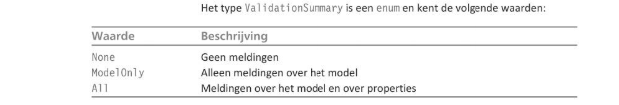 Het type ValidationSummary is een enum en kent de volgende waarden:
Waarde Beschrijving
None Geen meldingen
ModelOnly Alleen meldingen over het model
All Meldingen over het model en over properties